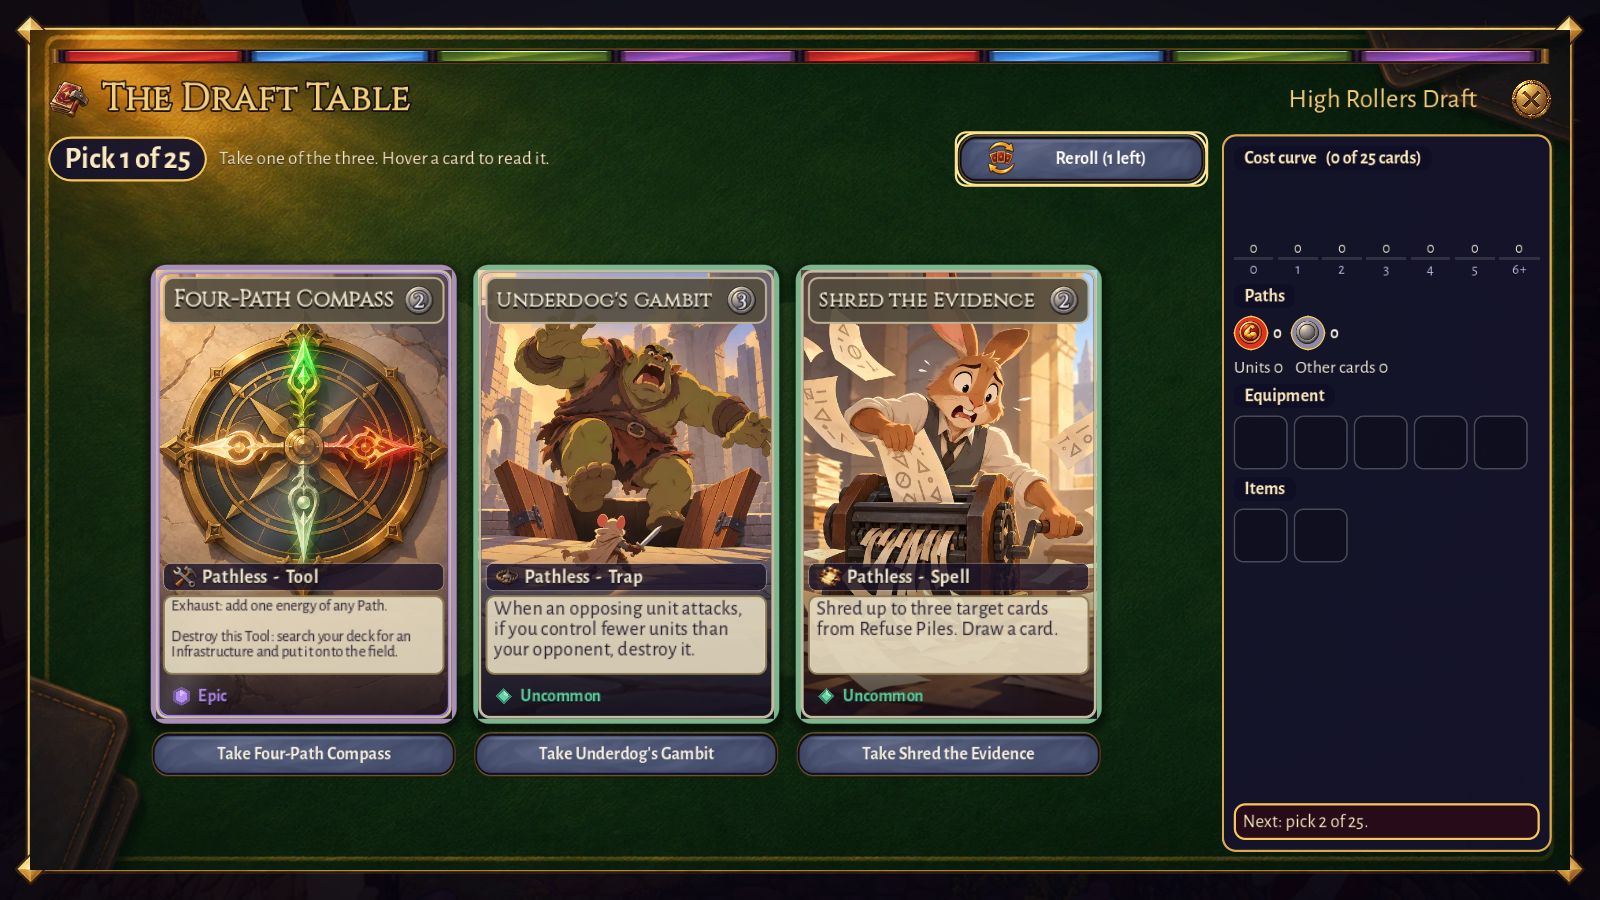 The Draft Table
High Rollers Draft
Pick 1 of 25
Take one of the three. Hover a card to read it.
Reroll (1 left)
Four-Path Compass 2
Pathless - Tool
Exhaust: add one energy of any Path.
Destroy this Tool: search your deck for an
Infrastructure and put it onto the field.
Epic
Take Four-Path Compass
Underdog's Gambit 3
Pathless - Trap
When an opposing unit attacks,
if you control fewer units than
your opponent, destroy it.
Uncommon
Take Underdog's Gambit
Shred the Evidence 2
Pathless - Spell
Shred up to three target cards
from Refuse Piles. Draw a card.
Uncommon
Take Shred the Evidence
Cost curve (0 of 25 cards)
0 0 0 0 0 0 0
0 1 2 3 4 5 6+
Paths
0 0
Units 0 Other cards 0
Equipment
Items
Next: pick 2 of 25.